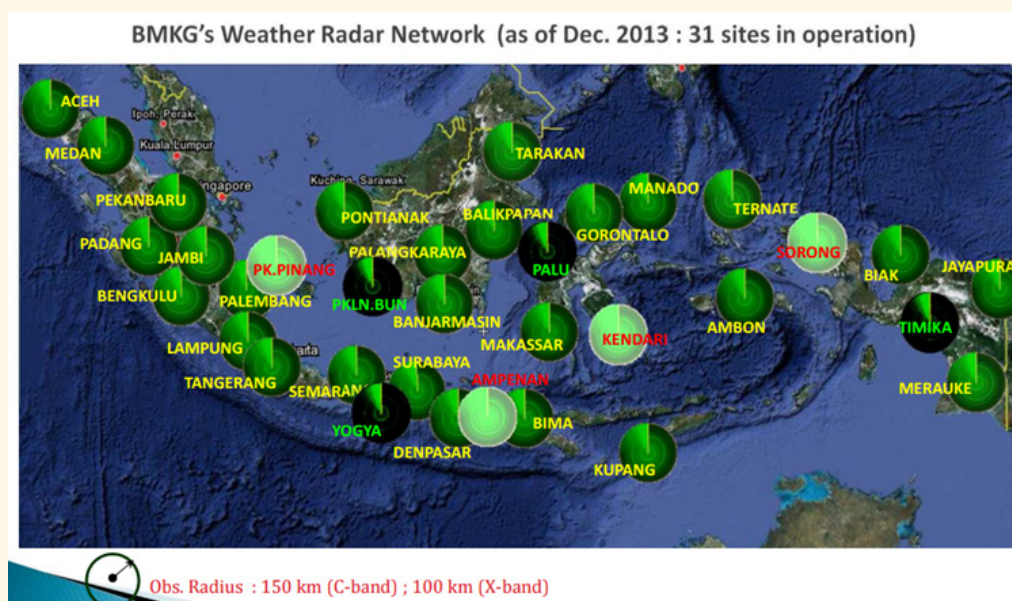 BMKG's Weather Radar Network (as of Dec. 2013 : 31 sites in operation)
ACEH
Ipoh, Perak
MEDAN
Kuala Lumpur
TARAKAN
PEKANBARU
Kuching, Sarawak
MANADO
PONTIANAK
BALIKPAPAN
TERNATE
GORONTALO
PADANG
JAMBI
PALANGKARAYA
SORONG
PK.PINANG
PALU
BIAK
JAYAPURA
BENGKULU
PALEMBANG
PKLN.BUN
BANJARMASIN
AMBON
TIMIKA
LAMPUNG
MAKASSAR
KENDARI
TANGERANG
SURABAYA
SEMARAN
AMPENAN
MERAUKE
YOGYA
BIMA
DENPASAR
KUPANG
Obs. Radius : 150 km (C-band) ; 100 km (X-band)